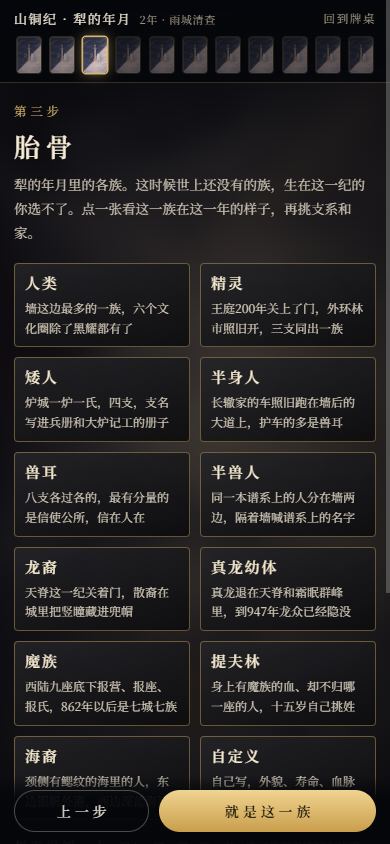 山铜纪 · 犁的年月 2年 · 雨城清查 回到牌桌
第三步
胎骨
犁的年月里的各族。这时候世上还没有的族，生在这一纪的
你选不了。点一张看这一族在这一年的样子，再挑支系和
家。
人类
墙这边最多的一族，六个文
化圈除了黑耀都有了
精灵
王庭200年关上了门，外环林
市照旧开，三支同出一族
矮人
炉城一炉一氏，四支，支名
写进兵册和大炉记工的册子
半身人
长辙家的车照旧跑在墙后的
大道上，护车的多是兽耳
兽耳
八支各过各的，最有分量的
是信使公所，信在人在
半兽人
同一本谱系上的人分在墙两
边，隔着墙喊谱系上的名字
龙裔
天脊这一纪关着门，散裔在
城里把竖瞳藏进兜帽
真龙幼体
真龙退在天脊和霜眠群峰
里，到947年龙众已经隐没
魔族
西陆九座底下报营、报座、
报氏，862年以后是七城七族
提夫林
身上有魔族的血、却不归哪
一座的人，十五岁自己挑姓
海裔
颈侧有鳃纹的海里的人，东
自定义
自己写，外貌、寿命、血脉
上一步
就是这一族